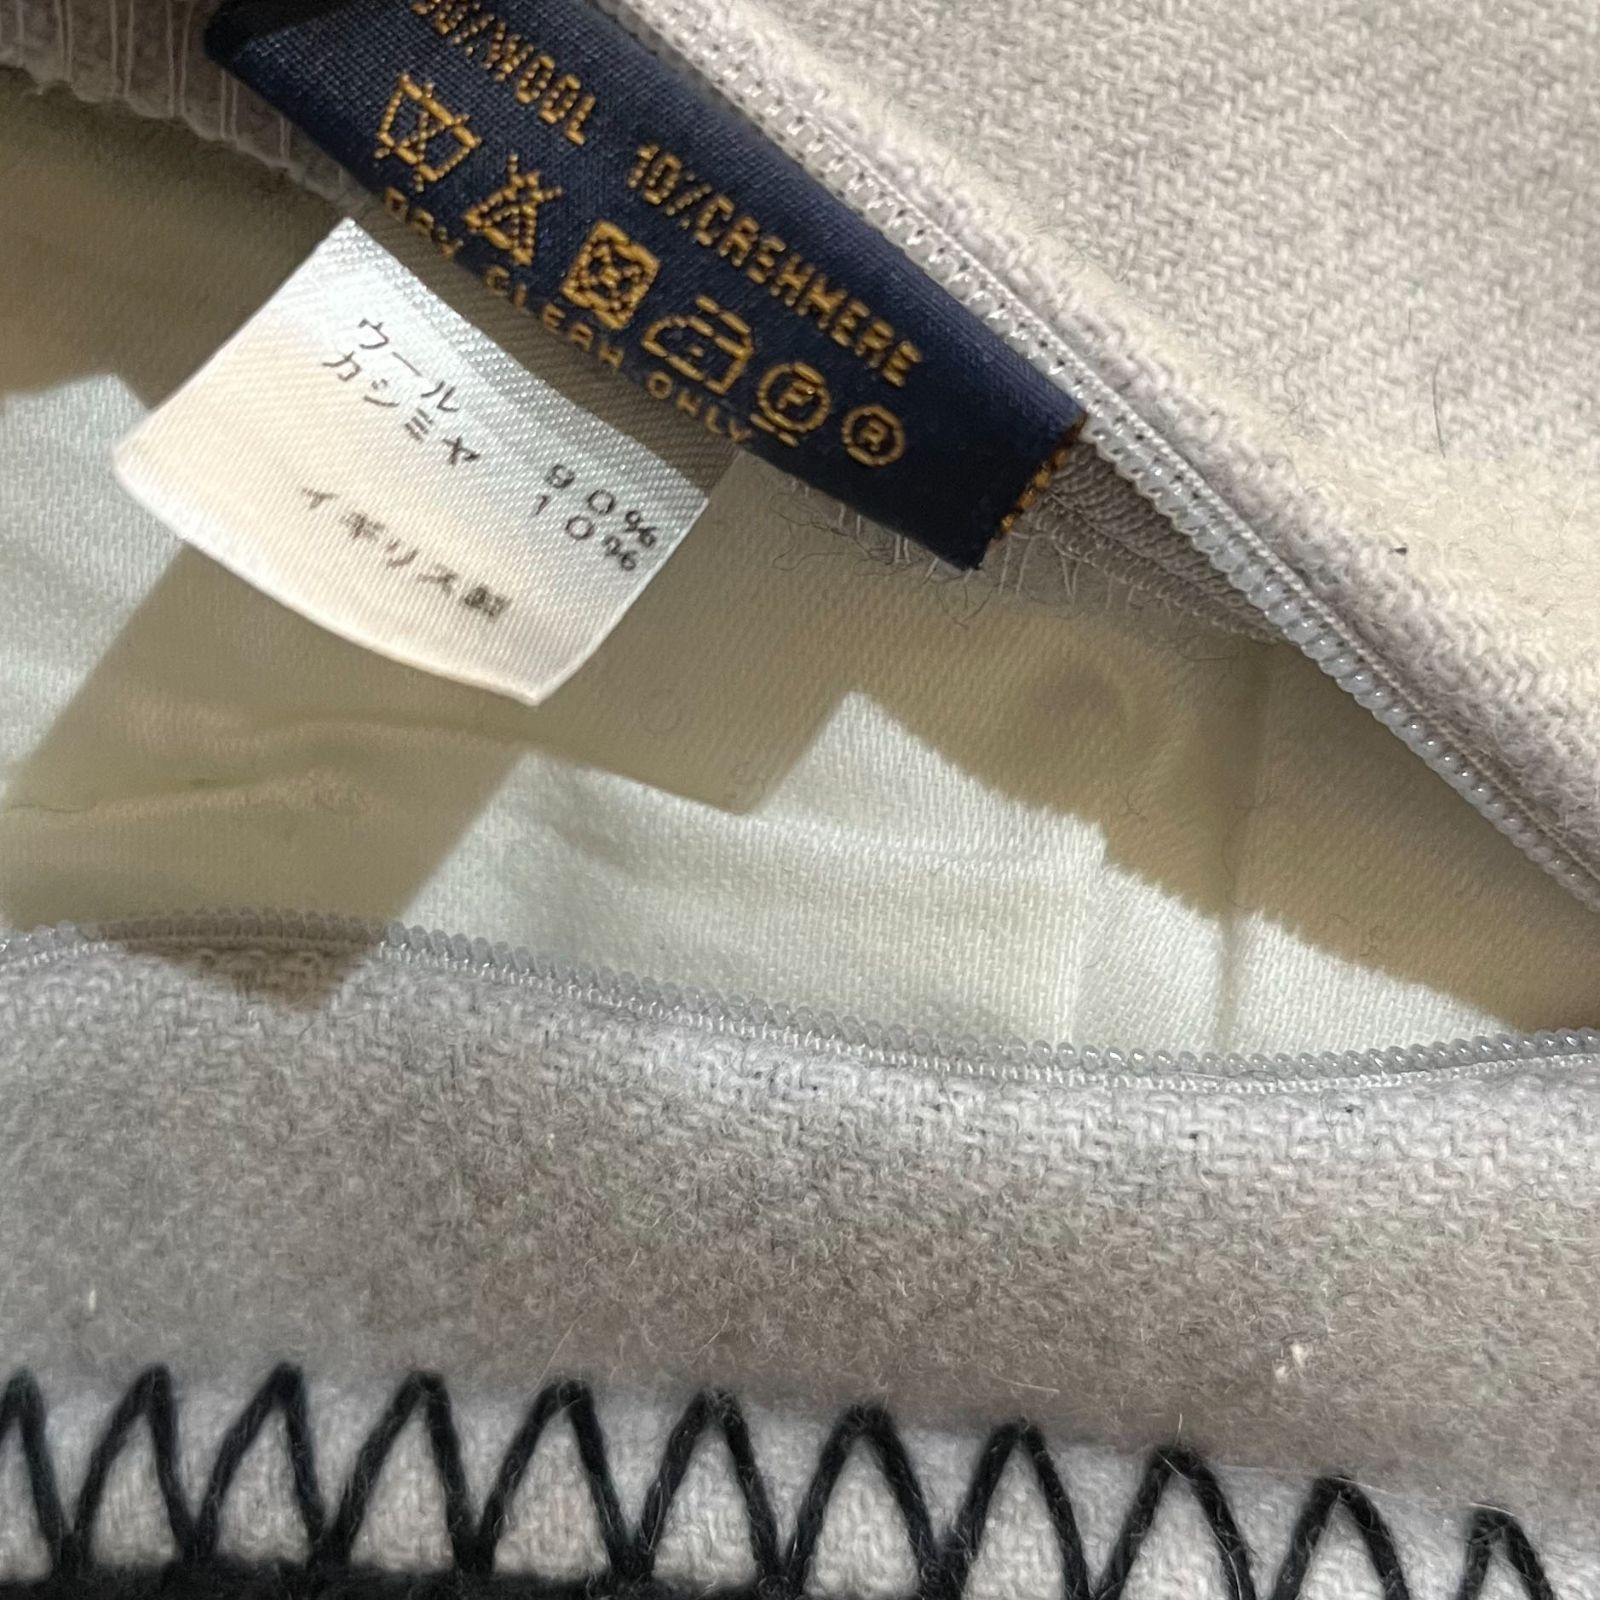 90%WOOL 10%CASHMERE
DRY CLEAN ONLY
P
R
ウール 90%
カシミヤ 10%
イギリス製